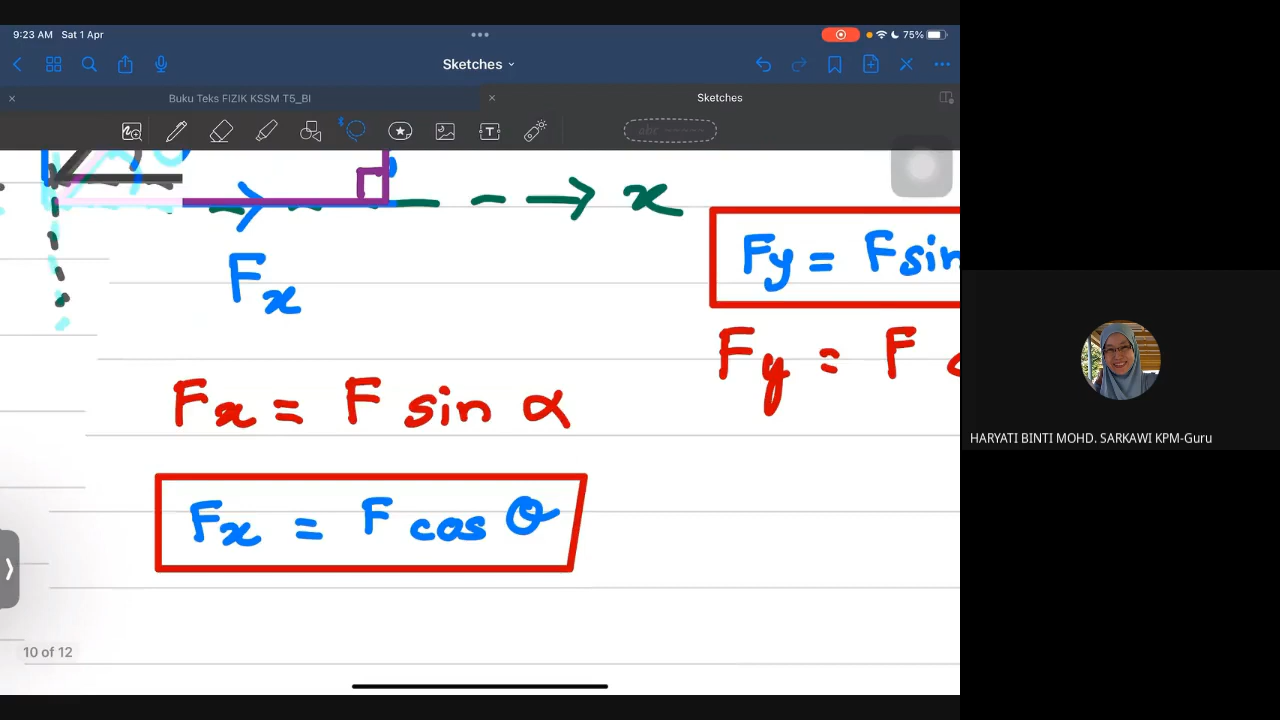 9:23 AM Sat 1 Apr
75%
Sketches
Buku Teks FIZIK KSSM T5_BI
Sketches
x
Fx
Fy = F sin
Fy = F
Fx = F sin α
Fx = F cos θ
10 of 12
HARYATI BINTI MOHD. SARKAWI KPM-Guru